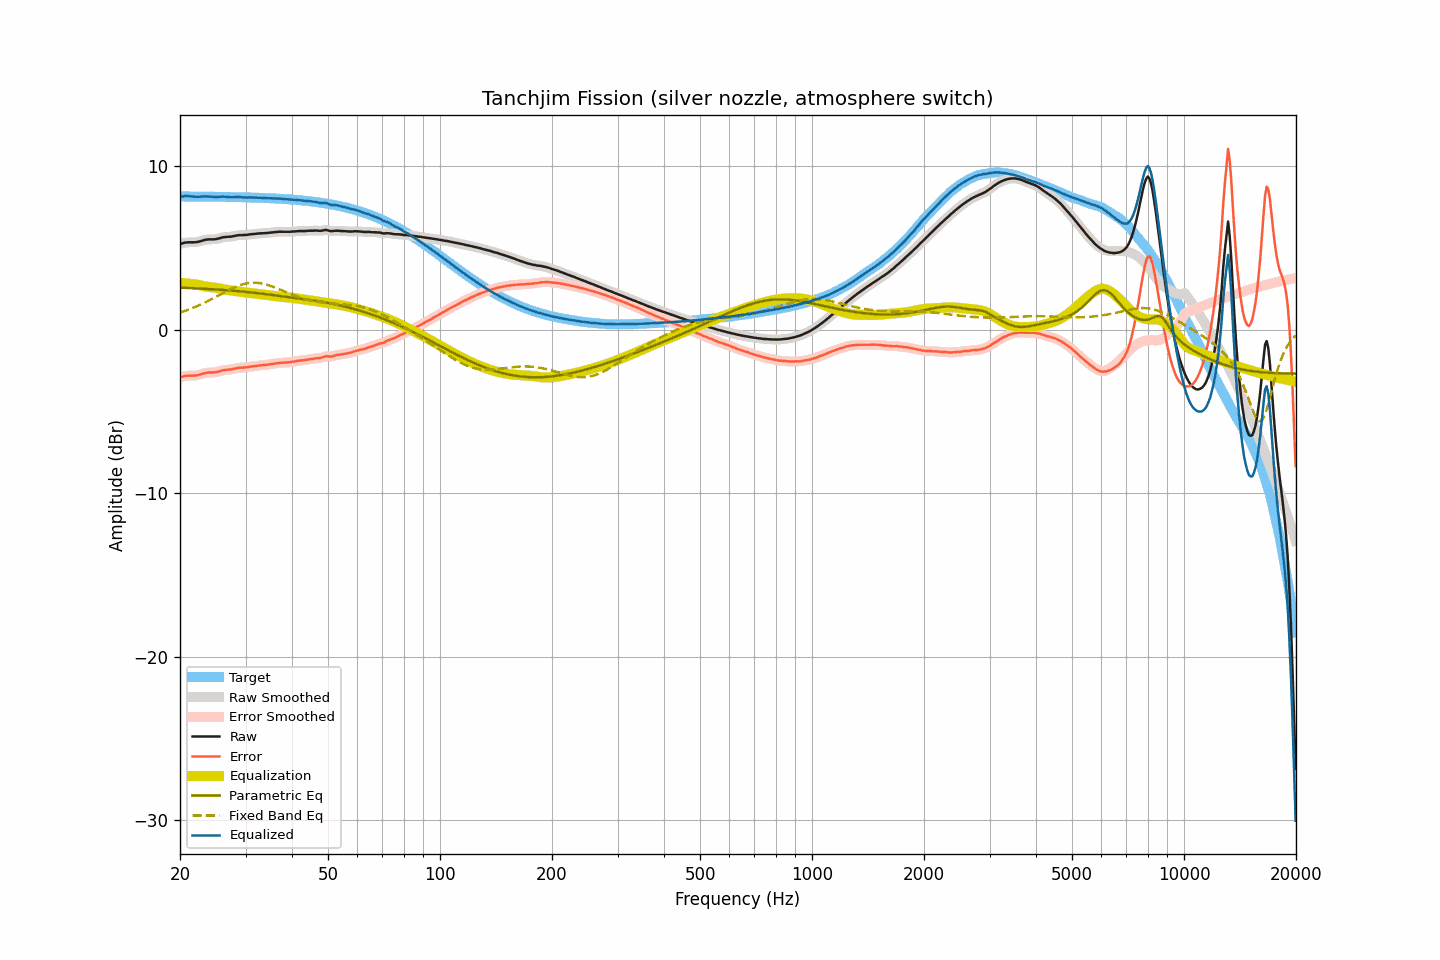 Tanchjim Fission (silver nozzle, atmosphere switch)
10
0
−10
−20
−30
Amplitude (dBr)
Target
Raw Smoothed
Error Smoothed
Raw
Error
Equalization
Parametric Eq
Fixed Band Eq
Equalized
20 50 100 200 500 1000 2000 5000 10000 20000
Frequency (Hz)